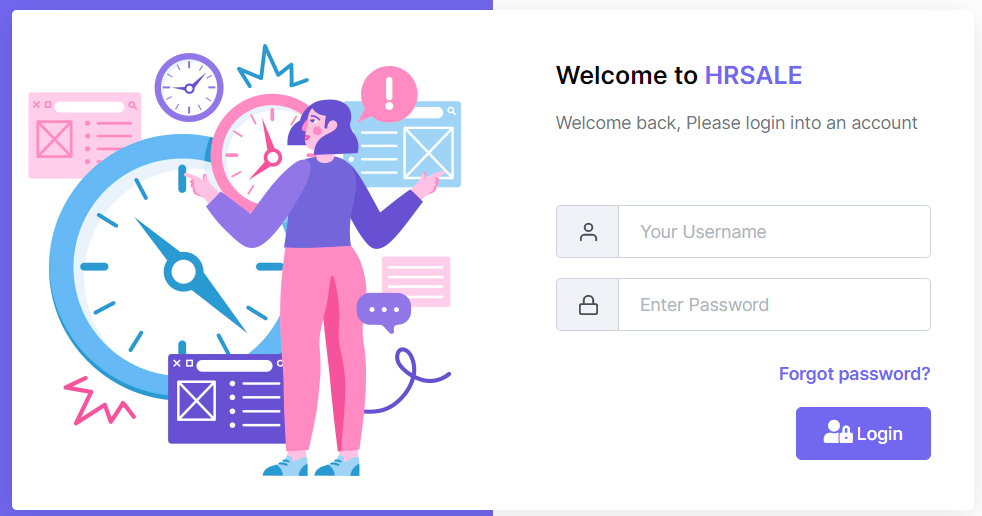 Welcome to HRSALE
Welcome back, Please login into an account
Your Username
Enter Password
Forgot password?
Login